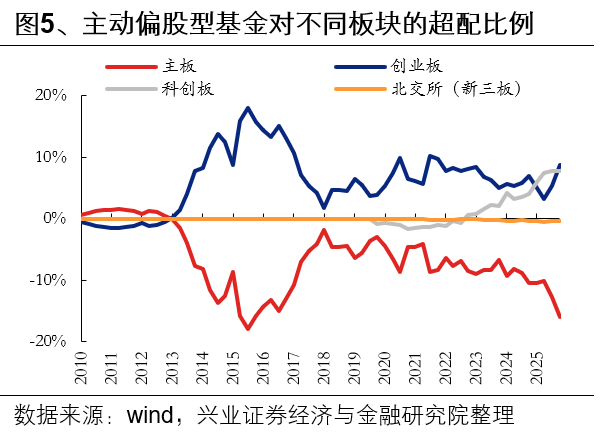 图5、主动偏股型基金对不同板块的超配比例
主板 创业板
科创板 北交所（新三板）
20%
10%
0%
-10%
-20%
2010 2011 2012 2013 2014 2015 2016 2017 2018 2019 2020 2021 2022 2023 2024 2025
数据来源：wind，兴业证券经济与金融研究院整理